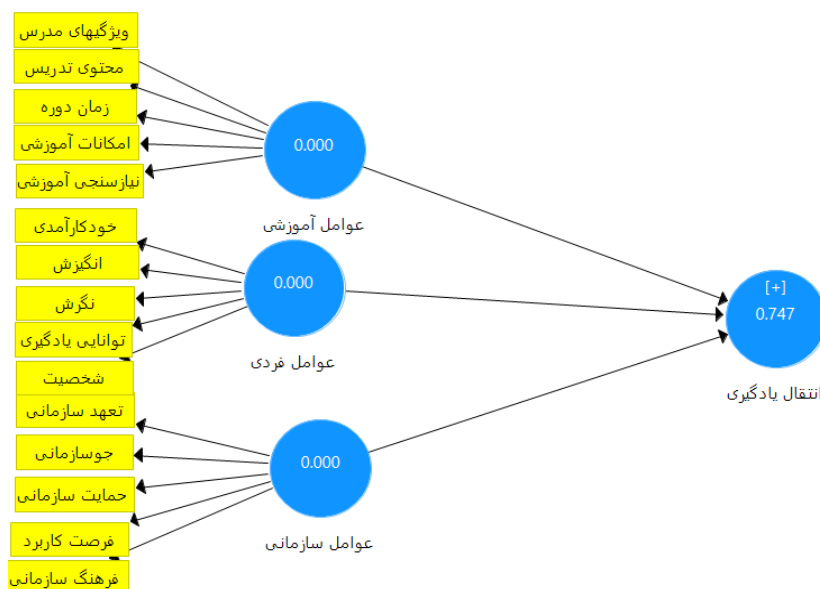 ویژگیهای مدرس
محتوی تدریس
زمان دوره
امکانات آموزشی
نیازسنجی آموزشی
0.000
عوامل آموزشی
خودکارآمدی
انگیزش
نگرش
توانایی یادگیری
شخصیت
0.000
عوامل فردی
[+]
0.747
انتقال یادگیری
تعهد سازمانی
جوسازمانی
حمایت سازمانی
فرصت کاربرد
فرهنگ سازمانی
0.000
عوامل سازمانی